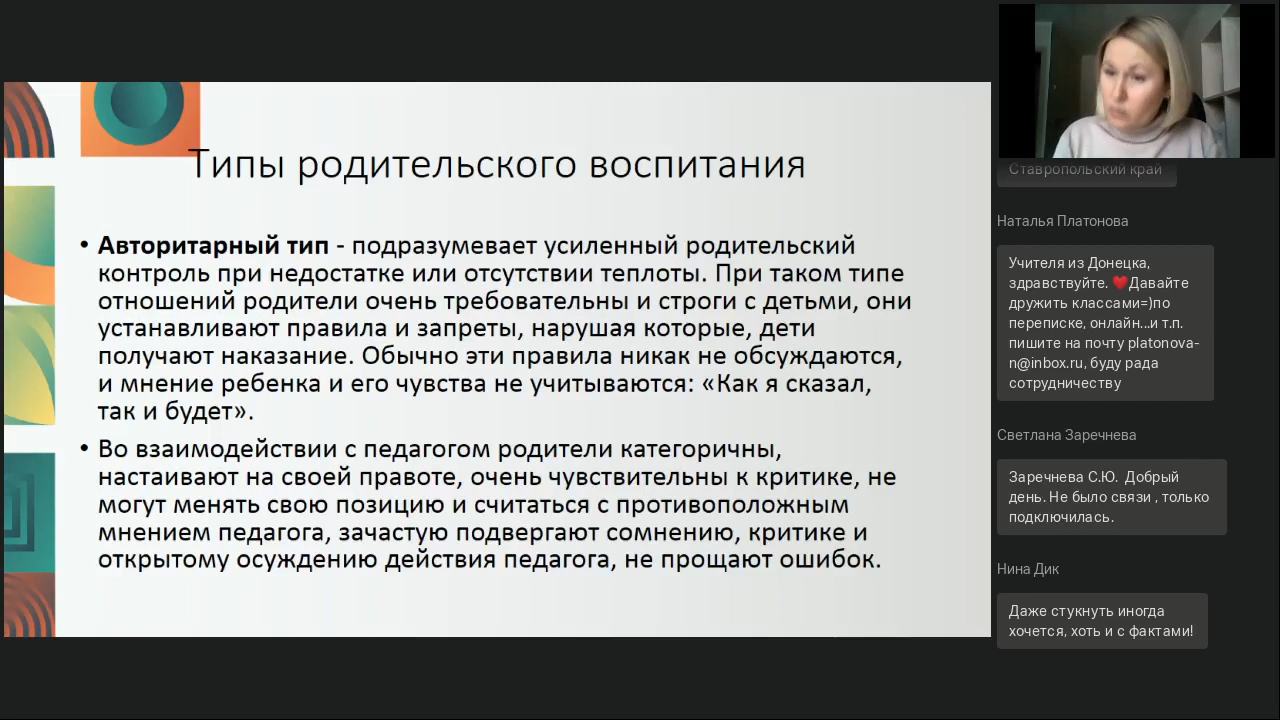 Типы родительского воспитания
• Авторитарный тип - подразумевает усиленный родительский
контроль при недостатке или отсутствии теплоты. При таком типе
отношений родители очень требовательны и строги с детьми, они
устанавливают правила и запреты, нарушая которые, дети
получают наказание. Обычно эти правила никак не обсуждаются,
и мнение ребенка и его чувства не учитываются: «Как я сказал,
так и будет».
• Во взаимодействии с педагогом родители категоричны,
настаивают на своей правоте, очень чувствительны к критике, не
могут менять свою позицию и считаться с противоположным
мнением педагога, зачастую подвергают сомнению, критике и
открытому осуждению действия педагога, не прощают ошибок.
Ставропольский край
Наталья Платонова
Учителя из Донецка,
здравствуйте. ❤️Давайте
дружить классами=)по
переписке, онлайн...и т.п.
пишите на почту platonova-
n@inbox.ru, буду рада
сотрудничеству
Светлана Заречнева
Заречнева С.Ю. Добрый
день. Не было связи , только
подключилась.
Нина Дик
Даже стукнуть иногда
хочется, хоть и с фактами!